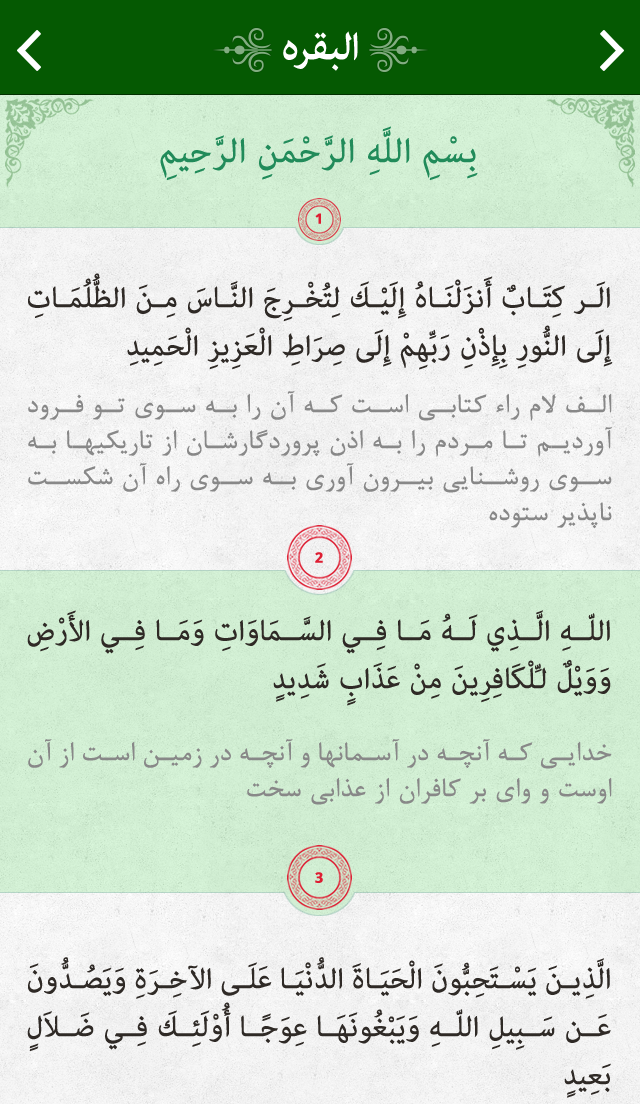 البقره
بِسْمِ اللَّهِ الرَّحْمَنِ الرَّحِيمِ
1
الَر كِتَابٌ أَنزَلْنَاهُ إِلَيْكَ لِتُخْرِجَ النَّاسَ مِنَ الظُّلُمَاتِ
إِلَى النُّورِ بِإِذْنِ رَبِّهِمْ إِلَى صِرَاطِ الْعَزِيزِ الْحَمِيدِ
الف لام راء کتابی است که آن را به سوی تو فرود
آوردیم تا مردم را به اذن پروردگارشان از تاریکیها به
سوی روشنایی بیرون آوری به سوی راه آن شکست
ناپذیر ستوده
2
اللّهِ الَّذِي لَهُ مَا فِي السَّمَاوَاتِ وَمَا فِي الأَرْضِ
وَوَيْلٌ لِّلْكَافِرِينَ مِنْ عَذَابٍ شَدِيدٍ
خدایی که آنچه در آسمانها و آنچه در زمین است از آن
اوست و وای بر کافران از عذابی سخت
3
الَّذِينَ يَسْتَحِبُّونَ الْحَيَاةَ الدُّنْيَا عَلَى الآخِرَةِ وَيَصُدُّونَ
عَن سَبِيلِ اللّهِ وَيَبْغُونَهَا عِوَجًا أُوْلَئِكَ فِي ضَلاَلٍ
بَعِيدٍ